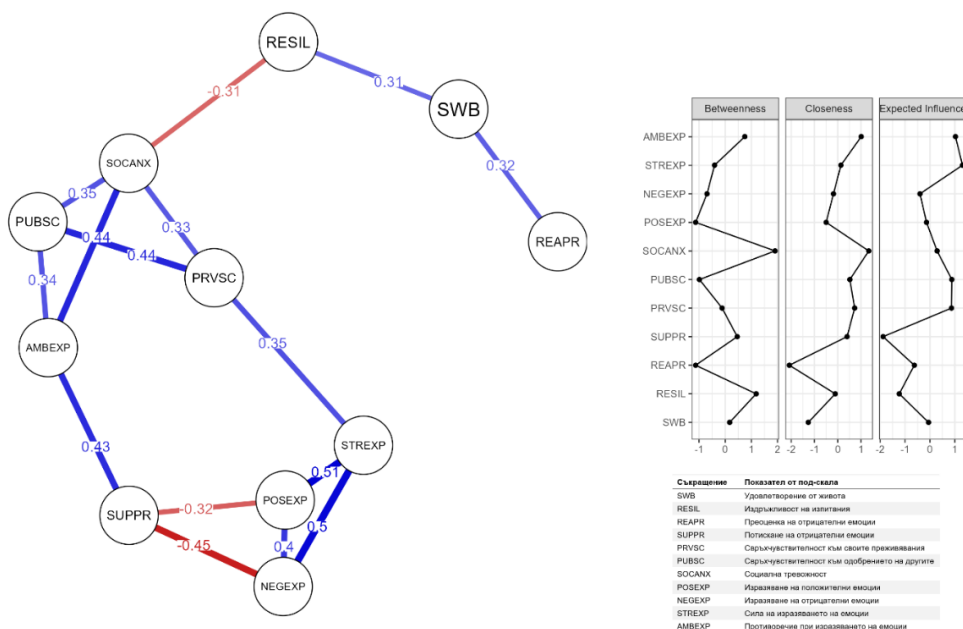 RESIL
-0.31
0.31
SWB
0.32
REAPR
SOCANX
0.35
0.33
PUBSC
0.44
0.44
PRVSC
0.34
AMBEXP
0.35
0.43
STREXP
0.51
POSEXP
SUPPR
-0.32
0.5
0.4
-0.45
NEGEXP
Betweenness Closeness Expected Influence
AMBEXP
STREXP
NEGEXP
POSEXP
SOCANX
PUBSC
PRVSC
SUPPR
REAPR
RESIL
SWB
-1 0 1 2 -2 -1 0 1 -2 -1 0 1
Съкращение Показател от под-скала
SWB Удовлетворение от живота
RESIL Издръжливост на изпитания
REAPR Преоценка на отрицателни емоции
SUPPR Потискане на отрицателни емоции
PRVSC Свръхчувствителност към своите преживявания
PUBSC Свръхчувствителност към одобрението на другите
SOCANX Социална тревожност
POSEXP Изразяване на положителни емоции
NEGEXP Изразяване на отрицателни емоции
STREXP Сила на изразяването на емоции
AMBEXP Противоречие при изразяването на емоции